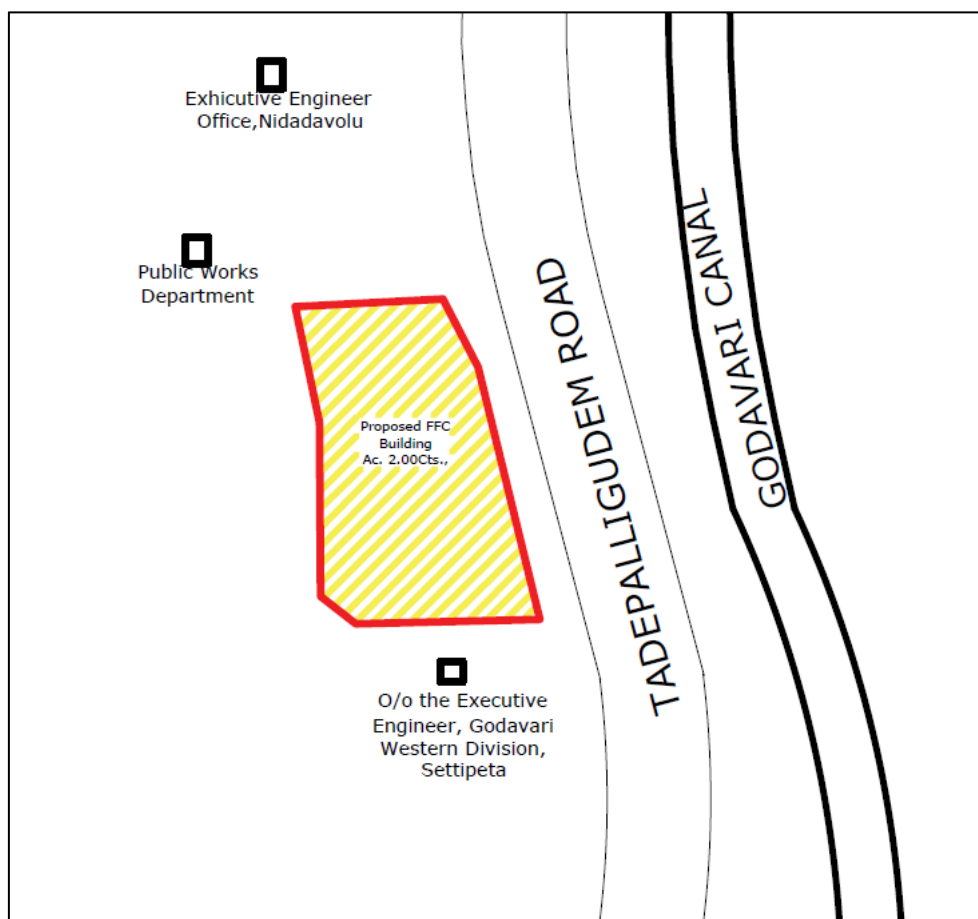 Exhicutive Engineer
Office,Nidadavolu
Public Works
Department
Proposed FFC
Building
Ac. 2.00Cts.,
TADEPALLIGUDEM ROAD
GODAVARI CANAL
O/o the Executive
Engineer, Godavari
Western Division,
Settipeta